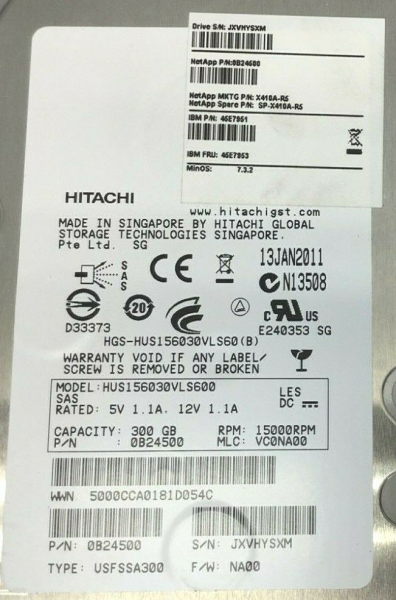 Drive S/N: JXVHYSXM
NetApp P/N:0B24500
NetApp MKTG P/N: X410A-R5
NetApp Spare P/N: SP-X410A-R5
IBM P/N: 45E7951
IBM FRU: 45E7953
MinOS: 7.3.2
HITACHI
www.hitachigst.com
MADE IN SINGAPORE BY HITACHI GLOBAL
STORAGE TECHNOLOGIES SINGAPORE.
Pte Ltd. SG
13JAN2011
SAS
CE
N13508
20
D33373
c US
E240353 SG
HGS-HUS156030VLS60(B)
WARRANTY VOID IF ANY LABEL/
SCREW IS REMOVED OR BROKEN
MODEL:HUS156030VLS600
SAS
RATED: 5V 1.1A. 12V 1.1A
LES
DC
CAPACITY: 300 GB RPM: 15000RPM
P/N : 0B24500 MLC: VC0NA00
WWN 5000CCA0181D054C
P/N: 0B24500 S/N: JXVHYSXM
TYPE: USFSSA300 F/W: NA00